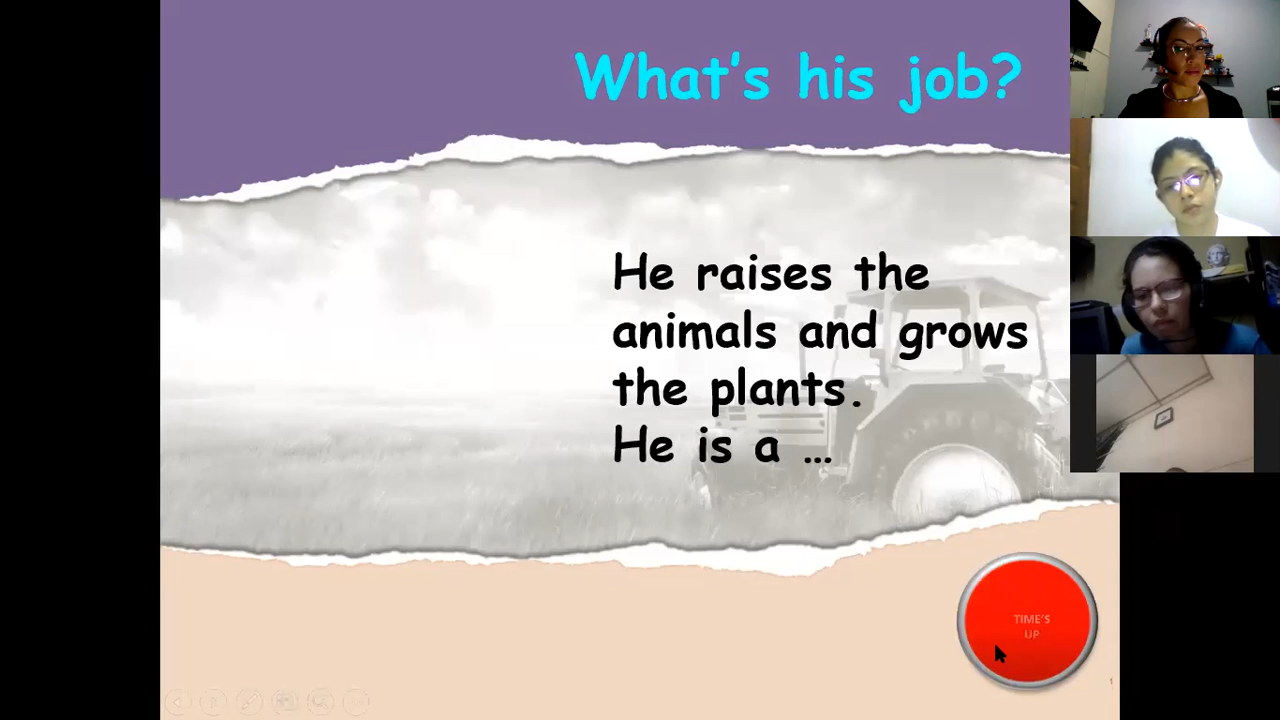 What's his job?
He raises the
animals and grows
the plants.
He is a ...
TIME'S
UP